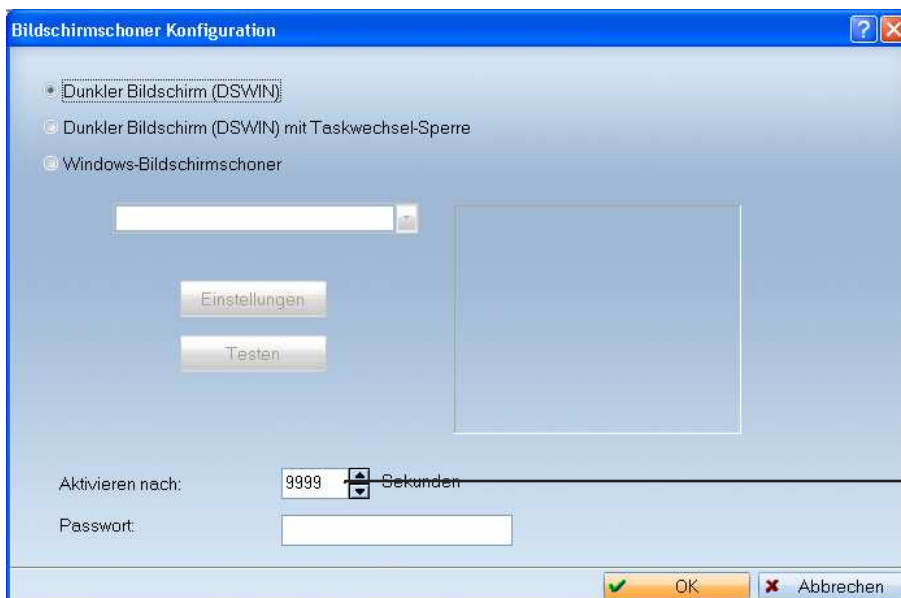 Bildschirmschoner Konfiguration
Dunkler Bildschirm (DSWIN)
Dunkler Bildschirm (DSWIN) mit Taskwechsel-Sperre
Windows-Bildschirmschoner
Einstellungen
Testen
Aktivieren nach: 9999 Sekunden
Passwort:
OK Abbrechen